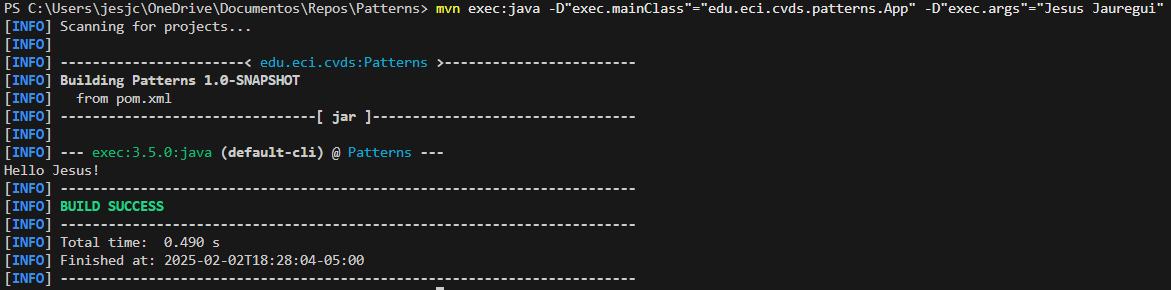 PS C:\Users\jesjc\OneDrive\Documentos\Repos\Patterns> mvn exec:java -D"exec.mainClass"="edu.eci.cvds.patterns.App" -D"exec.args"="Jesus Jauregui"
[INFO] Scanning for projects...
[INFO]
[INFO] -----------------------< edu.eci.cvds:Patterns >------------------------
[INFO] Building Patterns 1.0-SNAPSHOT
[INFO]   from pom.xml
[INFO] --------------------------------[ jar ]---------------------------------
[INFO]
[INFO] --- exec:3.5.0:java (default-cli) @ Patterns ---
Hello Jesus!
[INFO] ------------------------------------------------------------------------
[INFO] BUILD SUCCESS
[INFO] ------------------------------------------------------------------------
[INFO] Total time:  0.490 s
[INFO] Finished at: 2025-02-02T18:28:04-05:00
[INFO] ------------------------------------------------------------------------